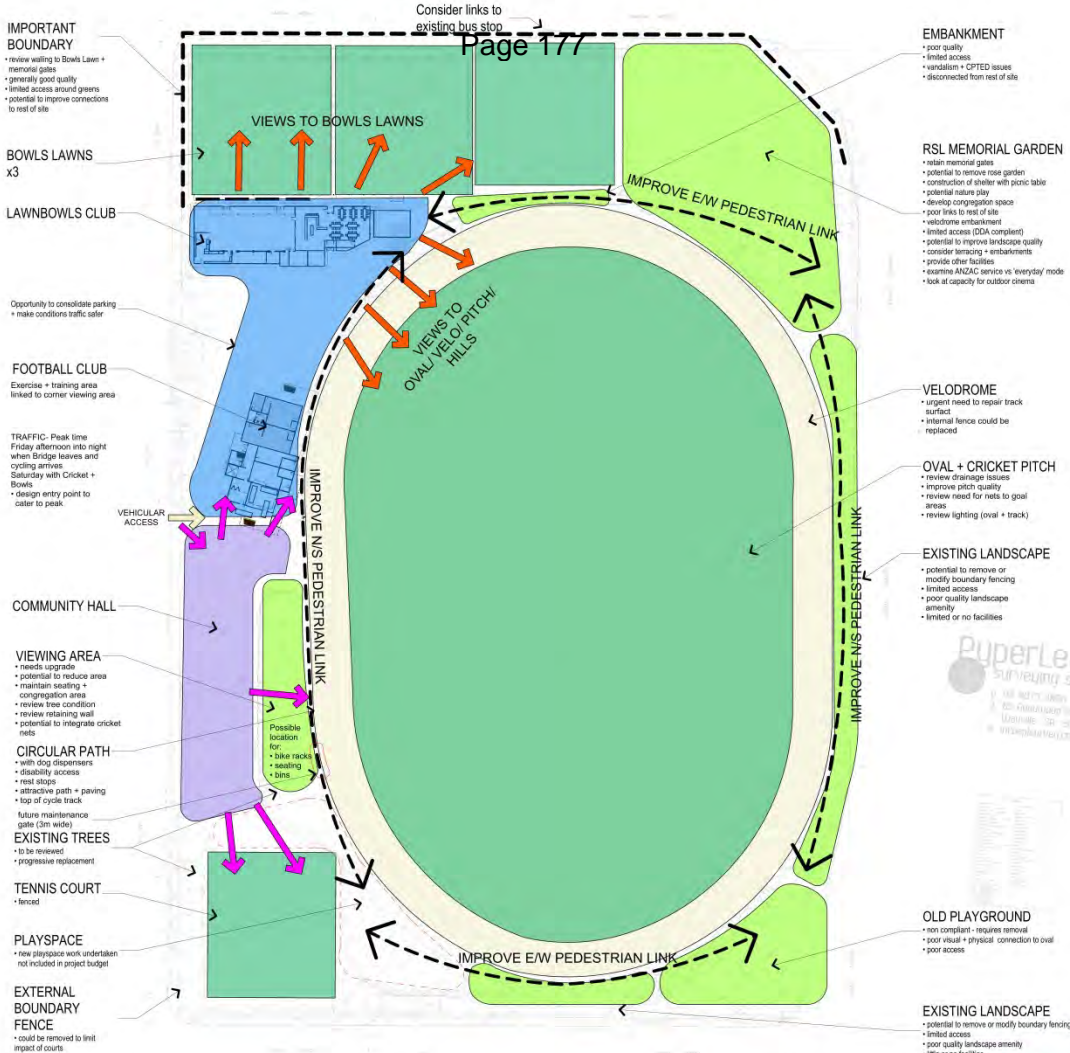 Consider links to
existing bus stop
Page 177
IMPORTANT
BOUNDARY
• review walling to Bowls Lawn +
memorial gates
• generally good quality
• limited access around greens
• potential to improve connections
to rest of site
BOWLS LAWNS
x3
LAWNBOWLS CLUB
Opportunity to consolidate parking
+ make conditions traffic safer
FOOTBALL CLUB
Exercise + training area
linked to corner viewing area
TRAFFIC- Peak time
Friday afternoon into night
when Bridge leaves and
cycling arrives
Saturday with Cricket +
Bowls
• design entry point to
cater to peak
VEHICULAR
ACCESS
COMMUNITY HALL
VIEWING AREA
• needs upgrade
• potential to reduce area
• maintain seating +
congregation area
• review tree condition
• review retaining wall
• potential to integrate cricket
nets
CIRCULAR PATH
• with dog dispensers
• disability access
• rest stops
• attractive path + paving
• top of cycle track
future maintenance
gate (3m wide)
EXISTING TREES
• to be reviewed
• progressive replacement
TENNIS COURT
• fenced
PLAYSPACE
• new playspace work undertaken
not included in project budget
EXTERNAL
BOUNDARY
FENCE
• could be removed to limit
impact of courts
VIEWS TO BOWLS LAWNS
IMPROVE E/W PEDESTRIAN LINK
VIEWS TO
OVAL/ VELO/ PITCH/
HILLS
IMPROVE N/S PEDESTRIAN LINK
Possible
location
for:
• bike racks
• seating
• bins
IMPROVE N/S PEDESTRIAN LINK
IMPROVE E/W PEDESTRIAN LINK
EMBANKMENT
• poor quality
• limited access
• vandalism + CPTED issues
• disconnected from rest of site
RSL MEMORIAL GARDEN
• retain memorial gates
• potential to remove rose garden
• construction of shelter with picnic table
• potential nature play
• develop congregation space
• poor links to rest of site
• velodrome embankment
• limited access (DDA complient)
• potential to improve landscape quality
• consider terracing + embarkments
• provide other facilities
• examine ANZAC service vs 'everyday' mode
• look at capacity for outdoor cinema
VELODROME
• urgent need to repair track
surfact
• internal fence could be
replaced
OVAL + CRICKET PITCH
• review drainage issues
• improve pitch quality
• review need for nets to goal
areas
• review lighting (oval + track)
EXISTING LANDSCAPE
• potential to remove or
modify boundary fencing
• limited access
• poor quality landscape
amenity
• limited or no facilities
PyperLe
surveying s
OLD PLAYGROUND
• non compliant - requires removal
• poor visual + physical connection to oval
• poor access
EXISTING LANDSCAPE
• potential to remove or modify boundary fencing
• limited access
• poor quality landscape amenity